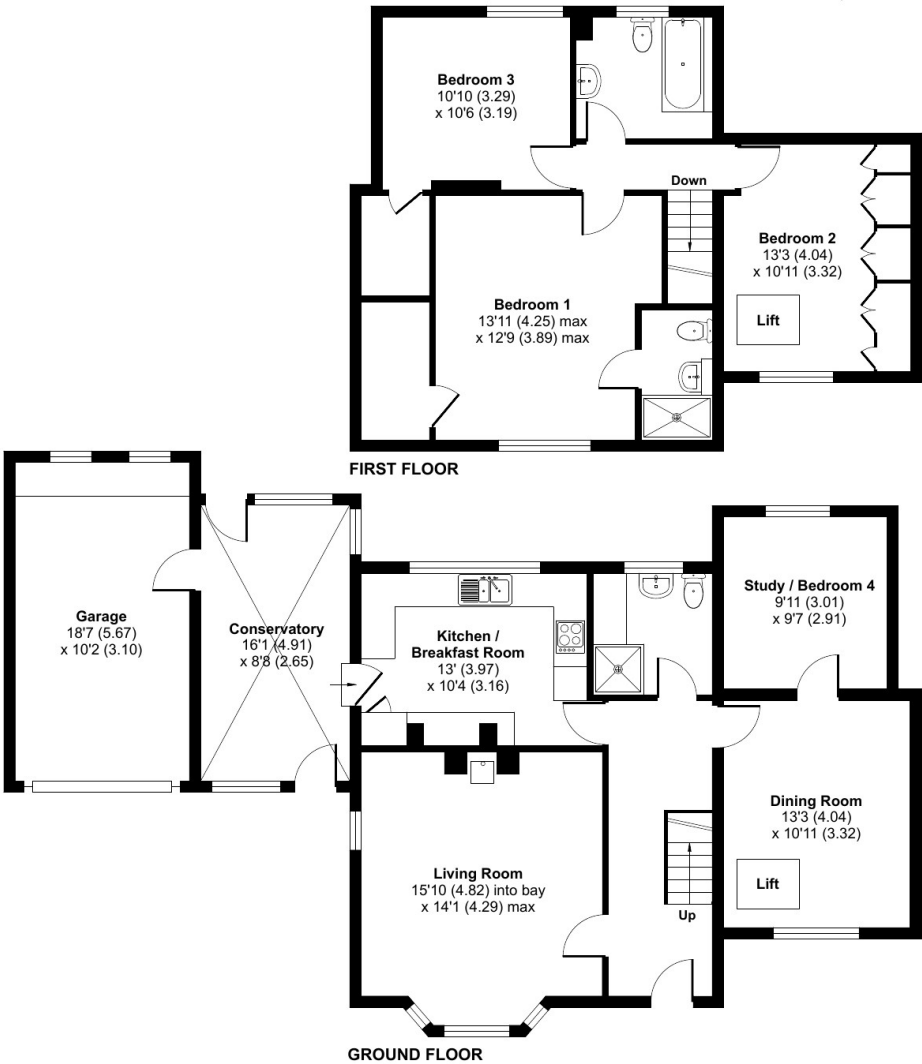 Bedroom 3
10'10 (3.29)
x 10'6 (3.19)
Down
Bedroom 2
13'3 (4.04)
x 10'11 (3.32)
Lift
Bedroom 1
13'11 (4.25) max
x 12'9 (3.89) max
FIRST FLOOR
Garage
18'7 (5.67)
x 10'2 (3.10)
Conservatory
16'1 (4.91)
x 8'8 (2.65)
Kitchen /
Breakfast Room
13' (3.97)
x 10'4 (3.16)
Study / Bedroom 4
9'11 (3.01)
x 9'7 (2.91)
Living Room
15'10 (4.82) into bay
x 14'1 (4.29) max
Up
Dining Room
13'3 (4.04)
x 10'11 (3.32)
Lift
GROUND FLOOR